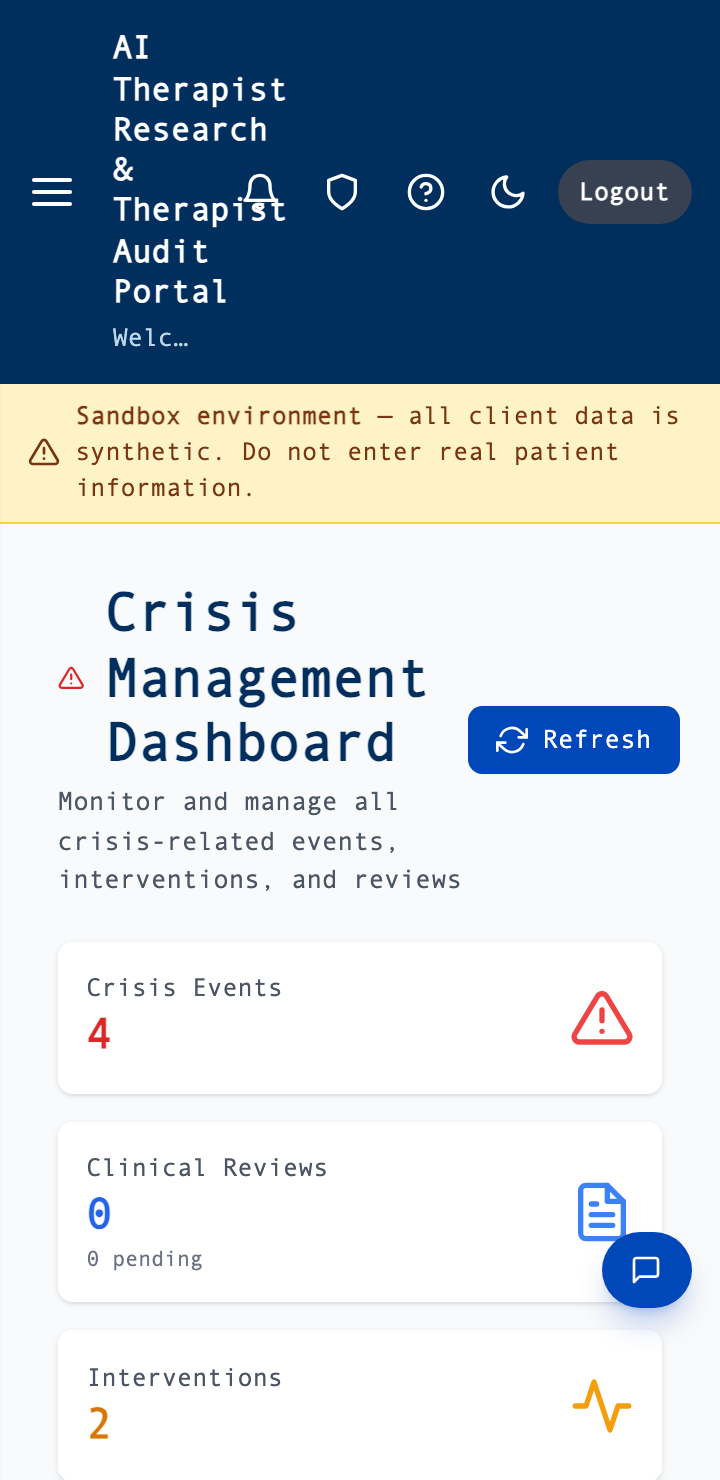 AI
Therapist
Research
&
Therapist
Audit
Portal
Welc…
Logout
Sandbox environment — all client data is
synthetic. Do not enter real patient
information.
Crisis
Management
Dashboard
Refresh
Monitor and manage all
crisis-related events,
interventions, and reviews
Crisis Events
4
Clinical Reviews
0
0 pending
Interventions
2